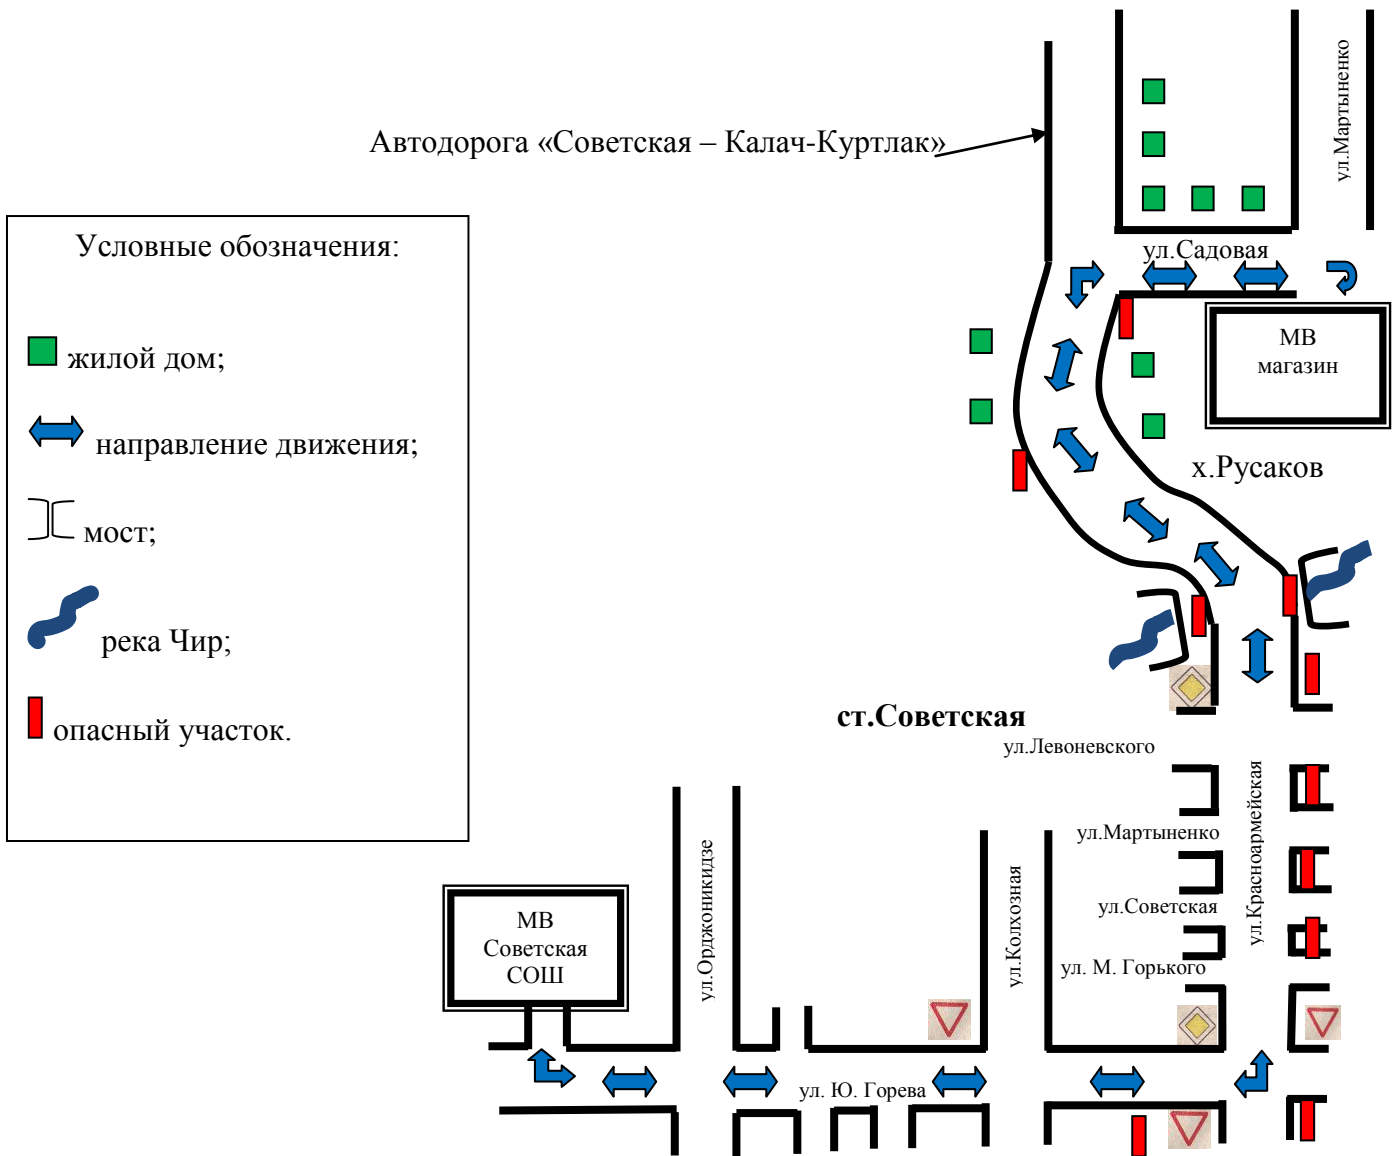 ул.Мартыненко
Автодорога «Советская – Калач-Куртлак»
Условные обозначения:
ул.Садовая
жилой дом;
МВ
магазин
направление движения;
х.Русаков
мост;
река Чир;
опасный участок.
ст.Советская
ул.Левоневского
ул.Красноармейская
ул.Мартыненко
ул.Орджоникидзе
ул.Колхозная
ул.Советская
МВ
Советская
СОШ
ул. М. Горького
ул. Ю. Горева